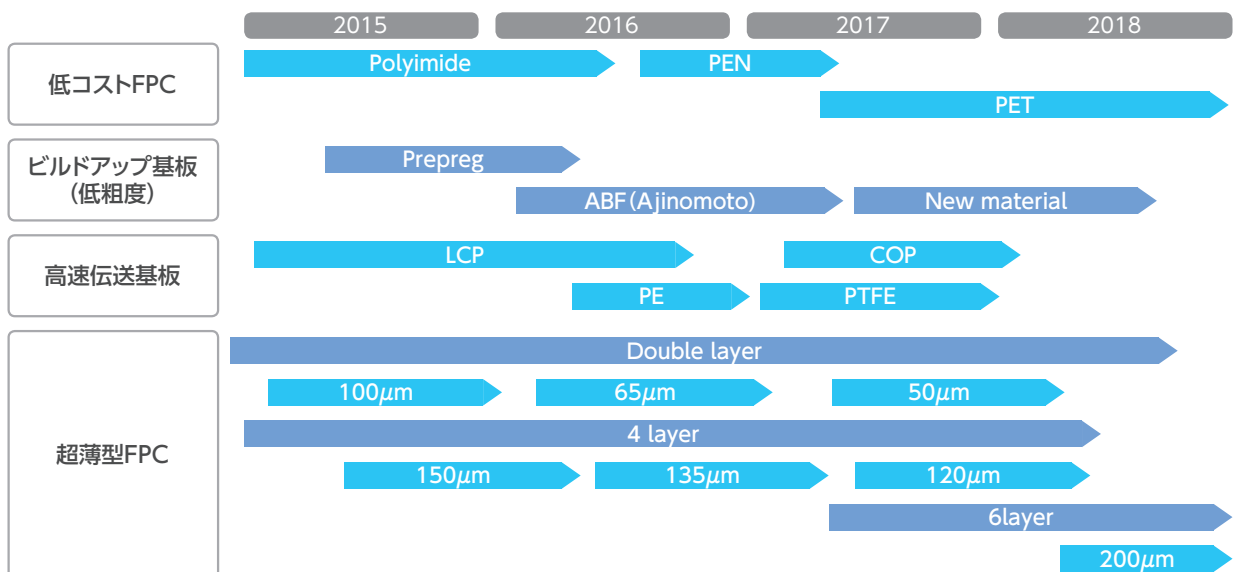 2015 2016 2017 2018
低コストFPC
Polyimide PEN
PET
ビルドアップ基板
(低粗度)
Prepreg
ABF(Ajinomoto) New material
高速伝送基板
LCP COP
PE PTFE
超薄型FPC
Double layer
100μm 65μm 50μm
4 layer
150μm 135μm 120μm
6layer
200μm